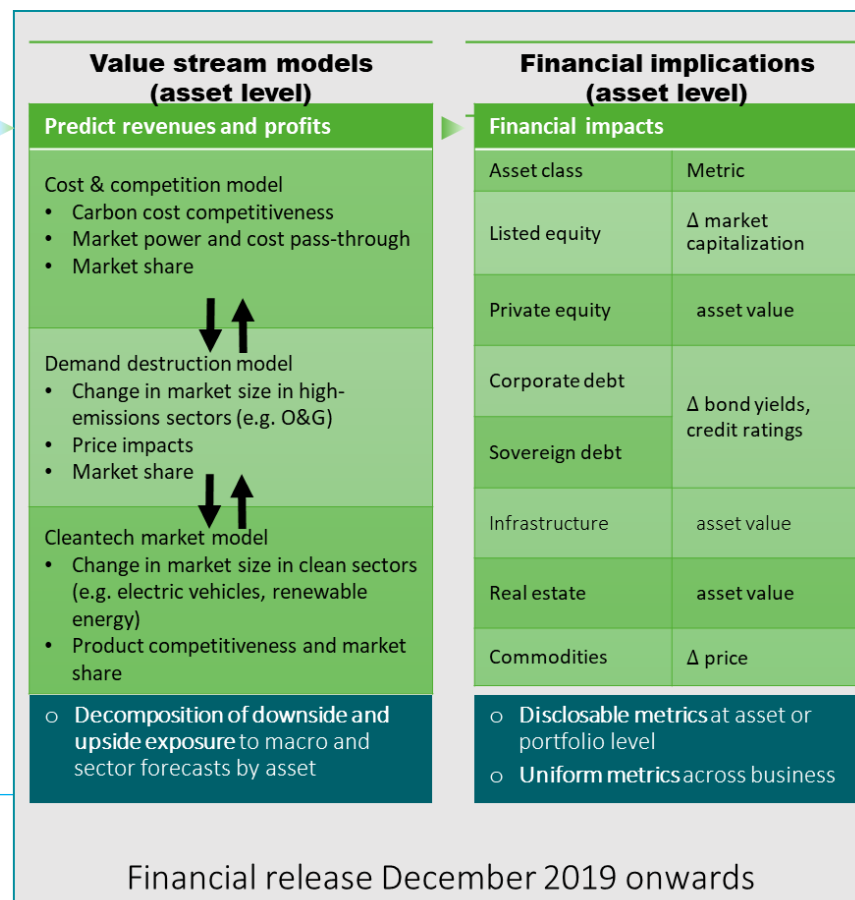 Value stream models
(asset level)
Predict revenues and profits
Cost & competition model
• Carbon cost competitiveness
• Market power and cost pass-through
• Market share
Demand destruction model
• Change in market size in high-
emissions sectors (e.g. O&G)
• Price impacts
• Market share
Cleantech market model
• Change in market size in clean sectors
(e.g. electric vehicles, renewable
energy)
• Product competitiveness and market
share
o Decomposition of downside and
upside exposure to macro and
sector forecasts by asset
Financial implications
(asset level)
Financial impacts
Asset class Metric
Listed equity Δ market
capitalization
Private equity asset value
Corporate debt
Δ bond yields,
credit ratings
Sovereign debt
Infrastructure asset value
Real estate asset value
Commodities Δ price
o Disclosable metrics at asset or
portfolio level
o Uniform metrics across business
Financial release December 2019 onwards